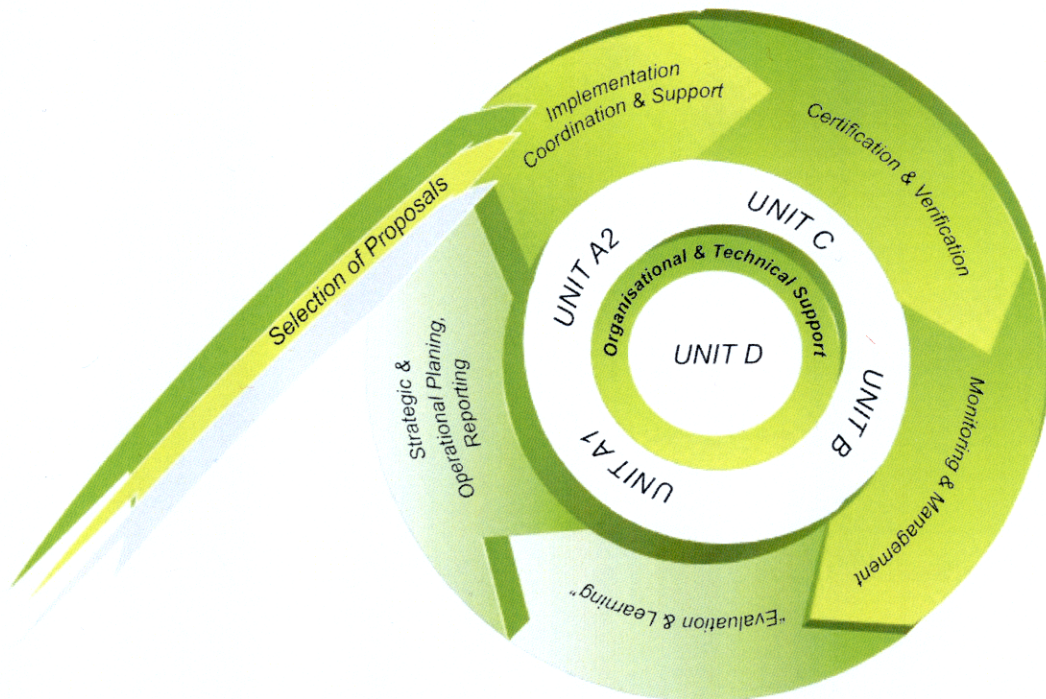 Selection of Proposals
Implementation
Coordination & Support
Certification & Verification
Monitoring & Management
"Evaluation & Learning"
Strategic &
Operational Planing,
Reporting
UNIT A2
UNIT C
UNIT B
UNIT A1
Organisational & Technical Support
UNIT D